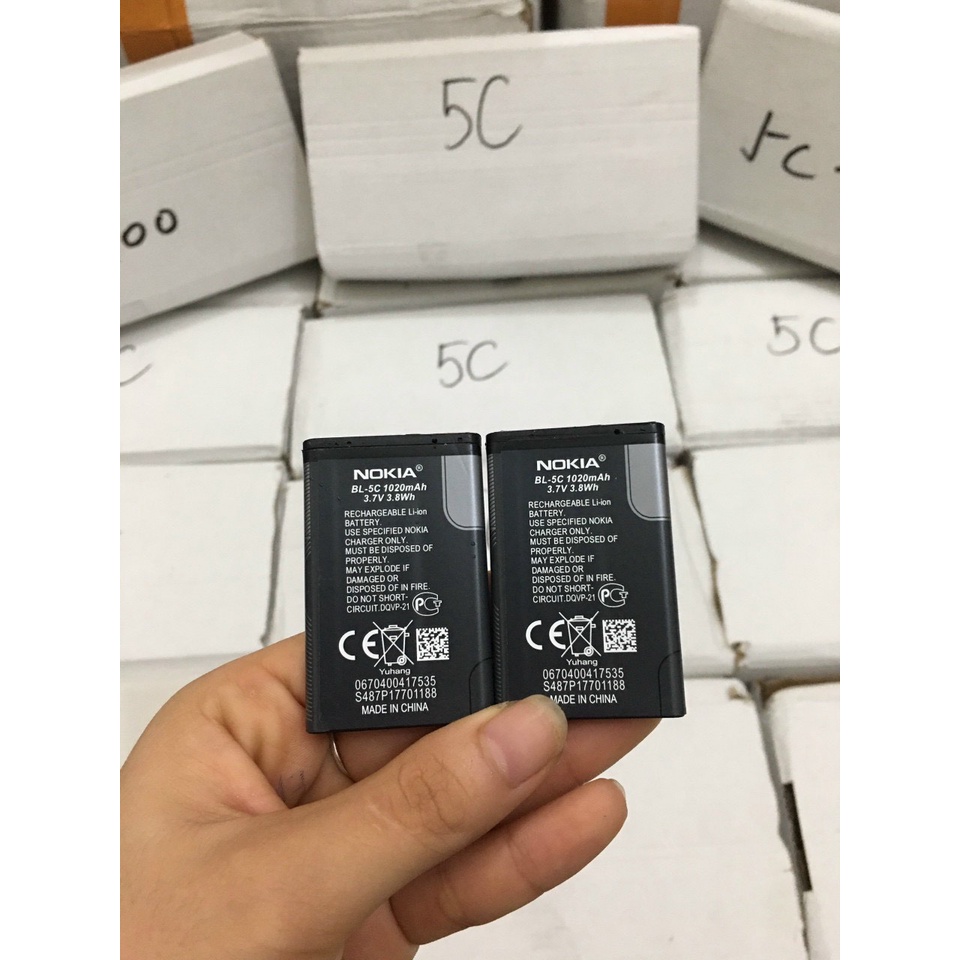 5C
5C-
00
5C
5C
C
NOKIA®
BL-5C 1020mAh
3.7V 3.8Wh
RECHARGEABLE Li-ion
BATTERY.
USE SPECIFIED NOKIA
CHARGER ONLY.
MUST BE DISPOSED OF
PROPERLY.
MAY EXPLODE IF
DAMAGED OR
DISPOSED OF IN FIRE.
DO NOT SHORT-
CIRCUIT.DQVP-21
CE
Yuhang
0670400417535
S487P17701188
MADE IN CHINA
NOKIA®
BL-5C 1020mAh
3.7V 3.8Wh
RECHARGEABLE Li-ion
BATTERY.
USE SPECIFIED NOKIA
CHARGER ONLY.
MUST BE DISPOSED OF
PROPERLY.
MAY EXPLODE IF
DAMAGED OR
DISPOSED OF IN FIRE.
DO NOT SHORT-
CIRCUIT.DQVP-21
CE
Yuhang
0670400417535
S487P17701188
MADE IN CHINA